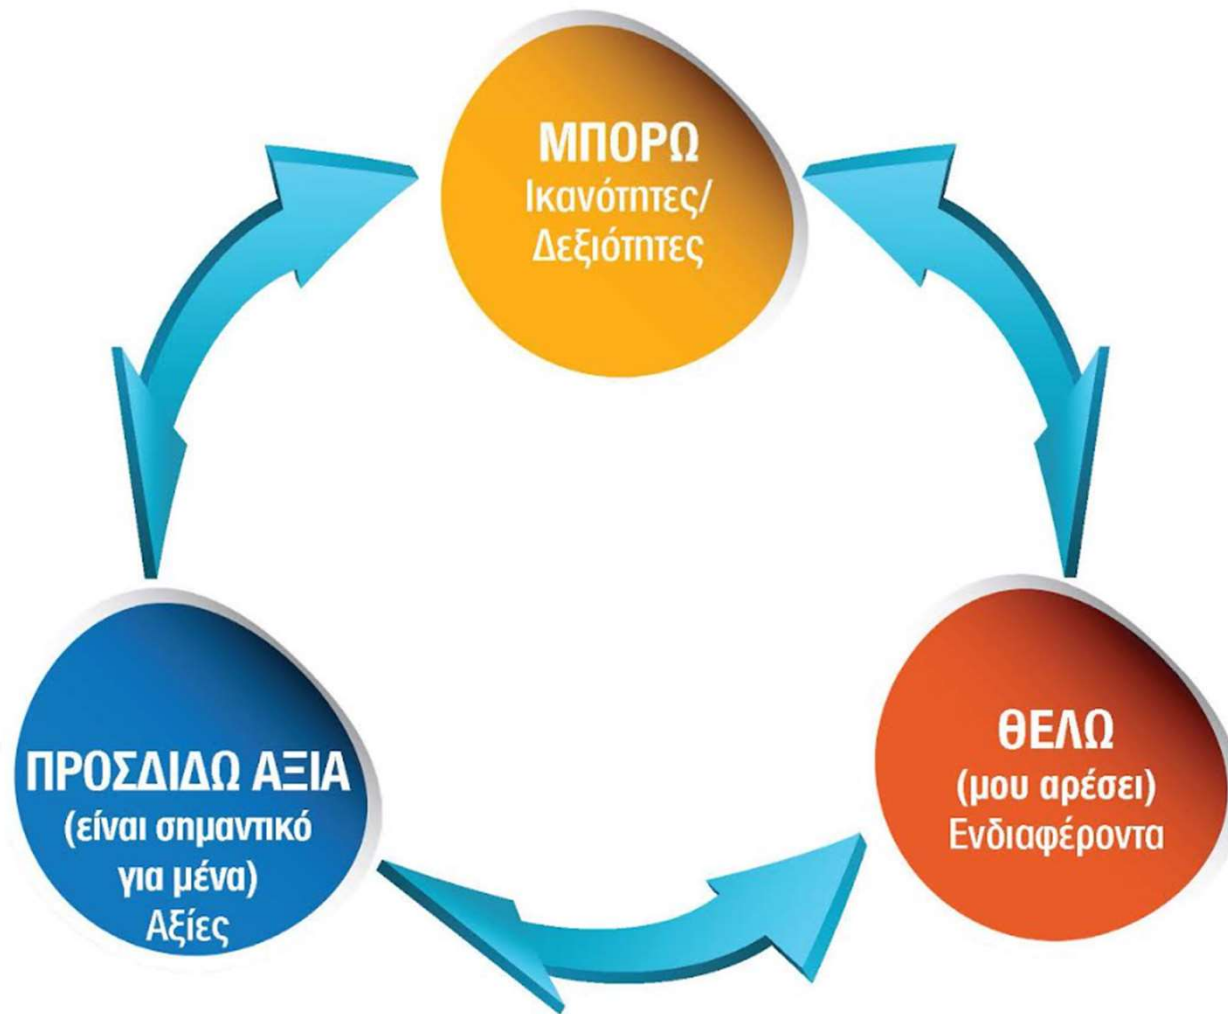 ΜΠΟΡΩ
Ικανότητες/
Δεξιότητες
ΠΡΟΣΔΙΔΩ ΑΞΙΑ
(είναι σημαντικό
για μένα)
Αξίες
ΘΕΛΩ
(μου αρέσει)
Ενδιαφέροντα